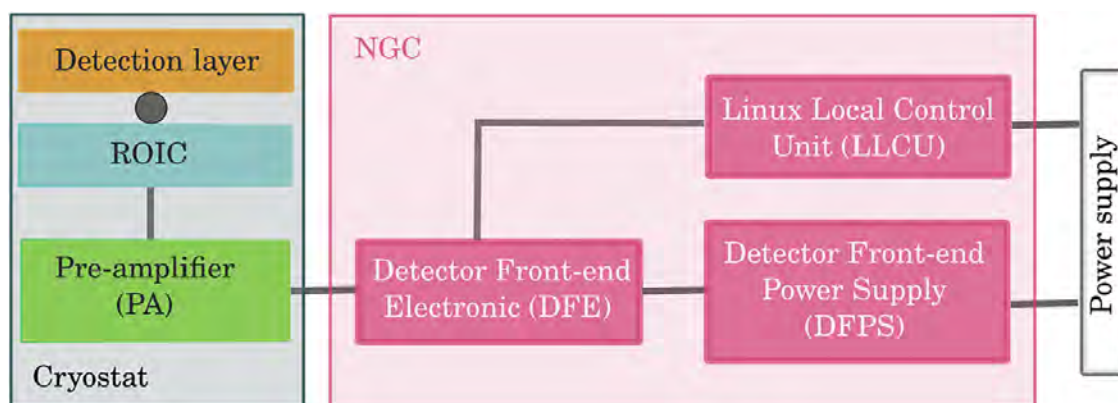 Detection layer
ROIC
Pre-amplifier
(PA)
Cryostat
NGC
Linux Local Control
Unit (LLCU)
Detector Front-end
Electronic (DFE)
Detector Front-end
Power Supply
(DFPS)
Power supply